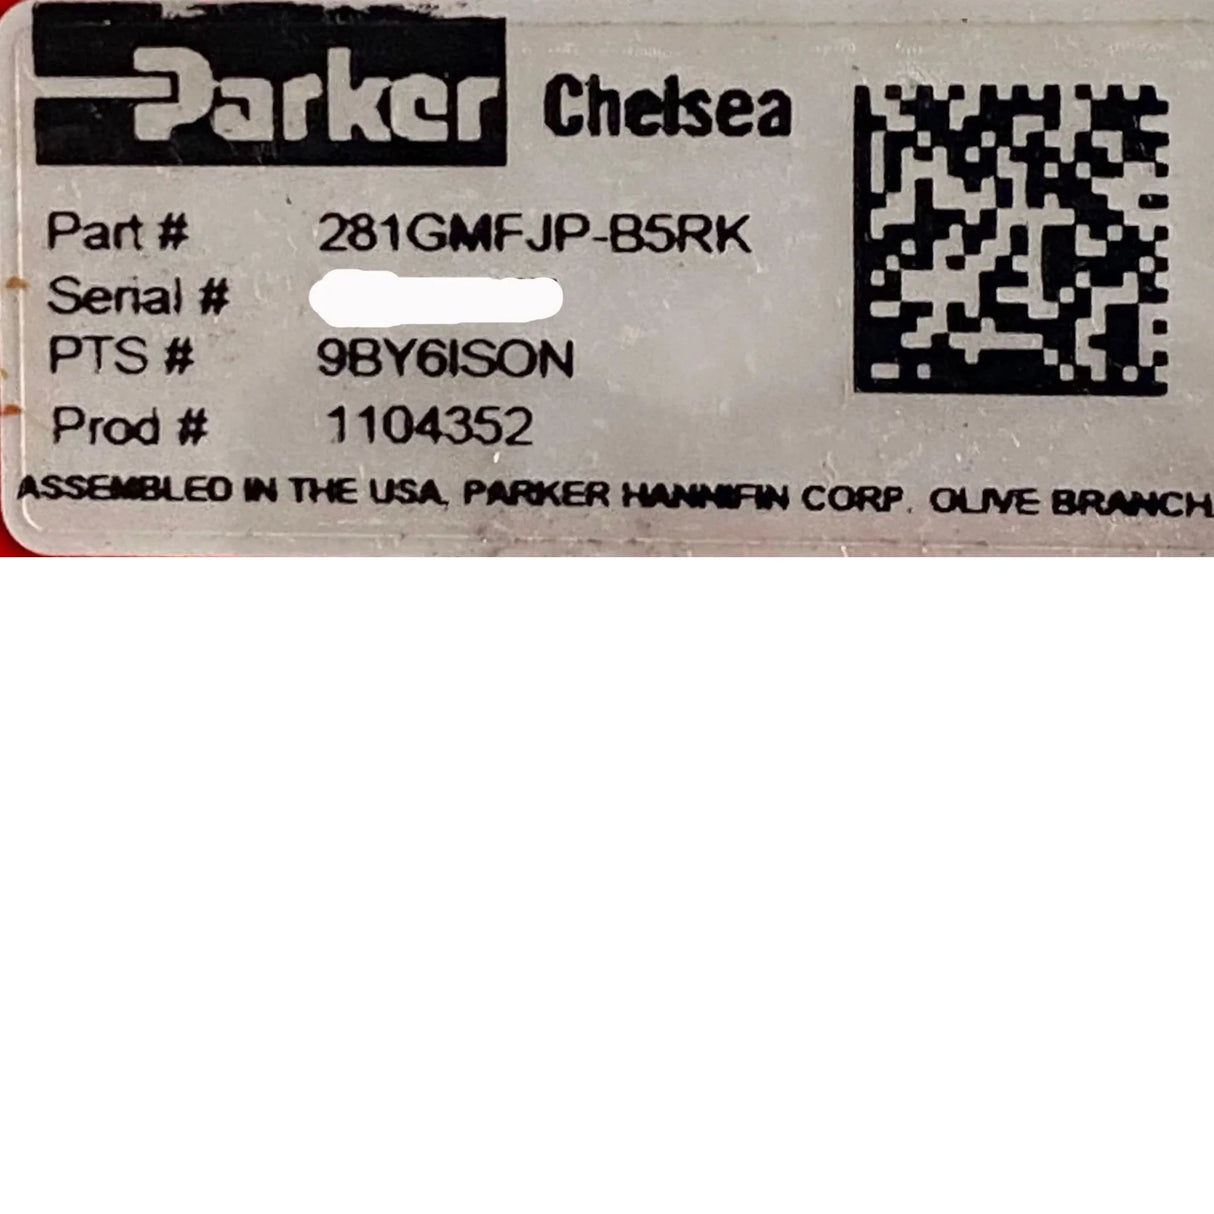 Parker Chelsea
Part # 281GMFJP-B5RK
Serial #
PTS # 9BY6ISON
Prod # 1104352
ASSEMBLED IN THE USA, PARKER HANNIFIN CORP. OLIVE BRANCH